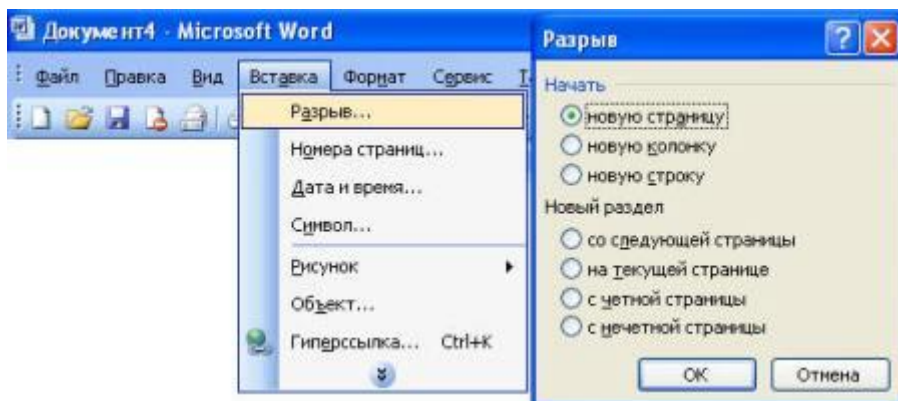 Документ4 - Microsoft Word
Файл Правка Вид Вставка Формат Сервис
Разрыв...
Номера страниц...
Дата и время...
Символ...
Рисунок
Объект...
Гиперссылка... Ctrl+K
Разрыв
Начать
новую страницу
новую колонку
новую строку
Новый раздел
со следующей страницы
на текущей странице
с четной страницы
с нечетной страницы
ОК Отмена